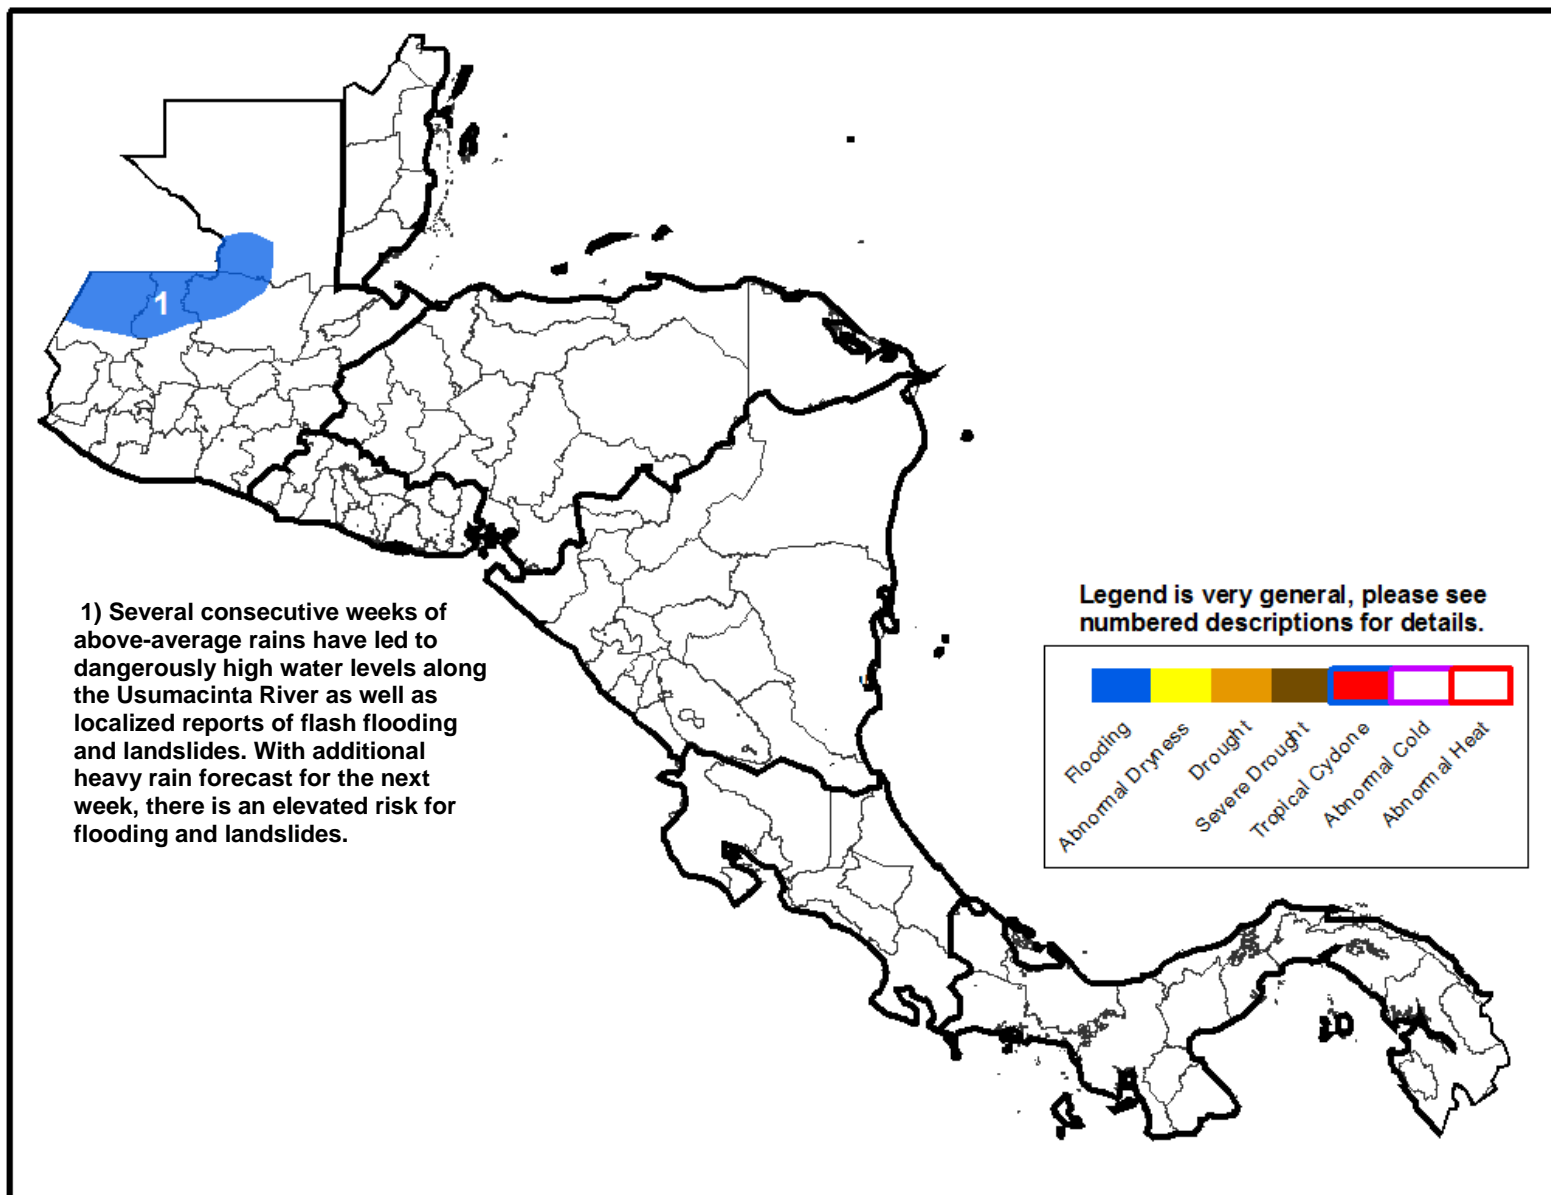 1
1) Several consecutive weeks of
above-average rains have led to
dangerously high water levels along
the Usumacinta River as well as
localized reports of flash flooding
and landslides. With additional
heavy rain forecast for the next
week, there is an elevated risk for
flooding and landslides.
Legend is very general, please see
numbered descriptions for details.
Flooding
Abnormal Dryness
Drought
Severe Drought
Tropical Cyclone
Abnormal Cold
Abnormal Heat